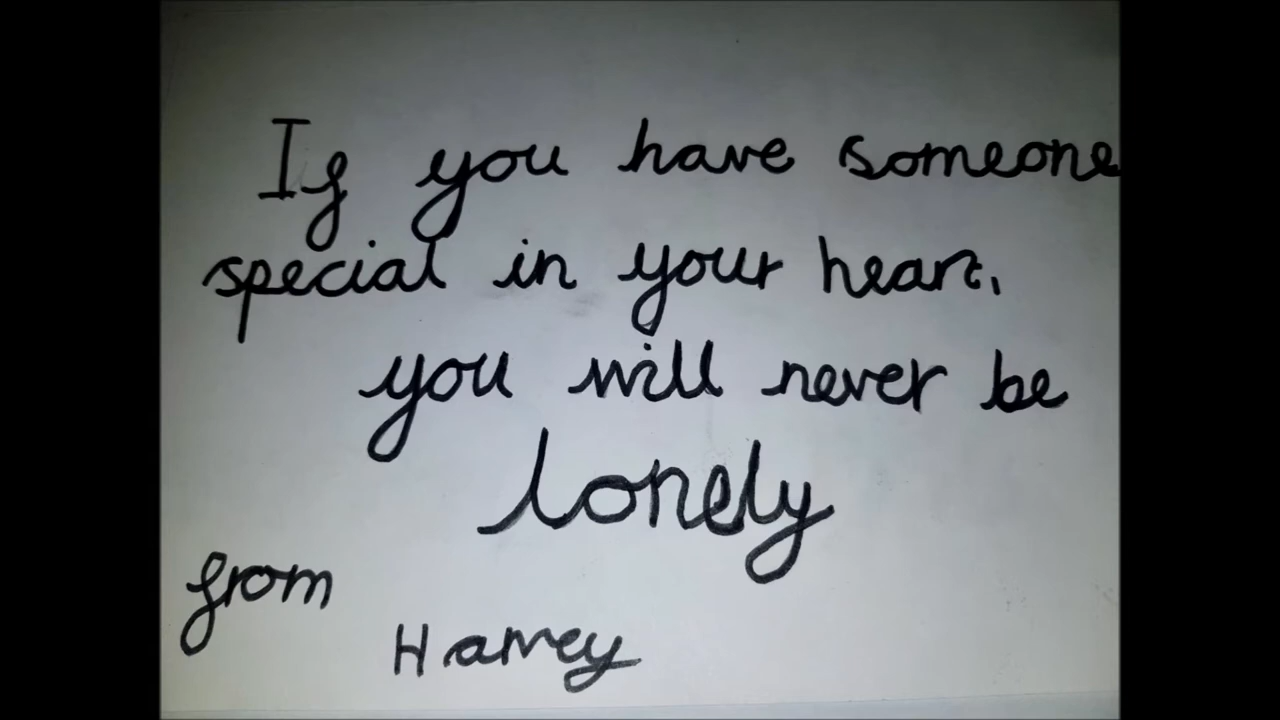 If you have someone
special in your heart,
you will never be
lonely
from
Harvey